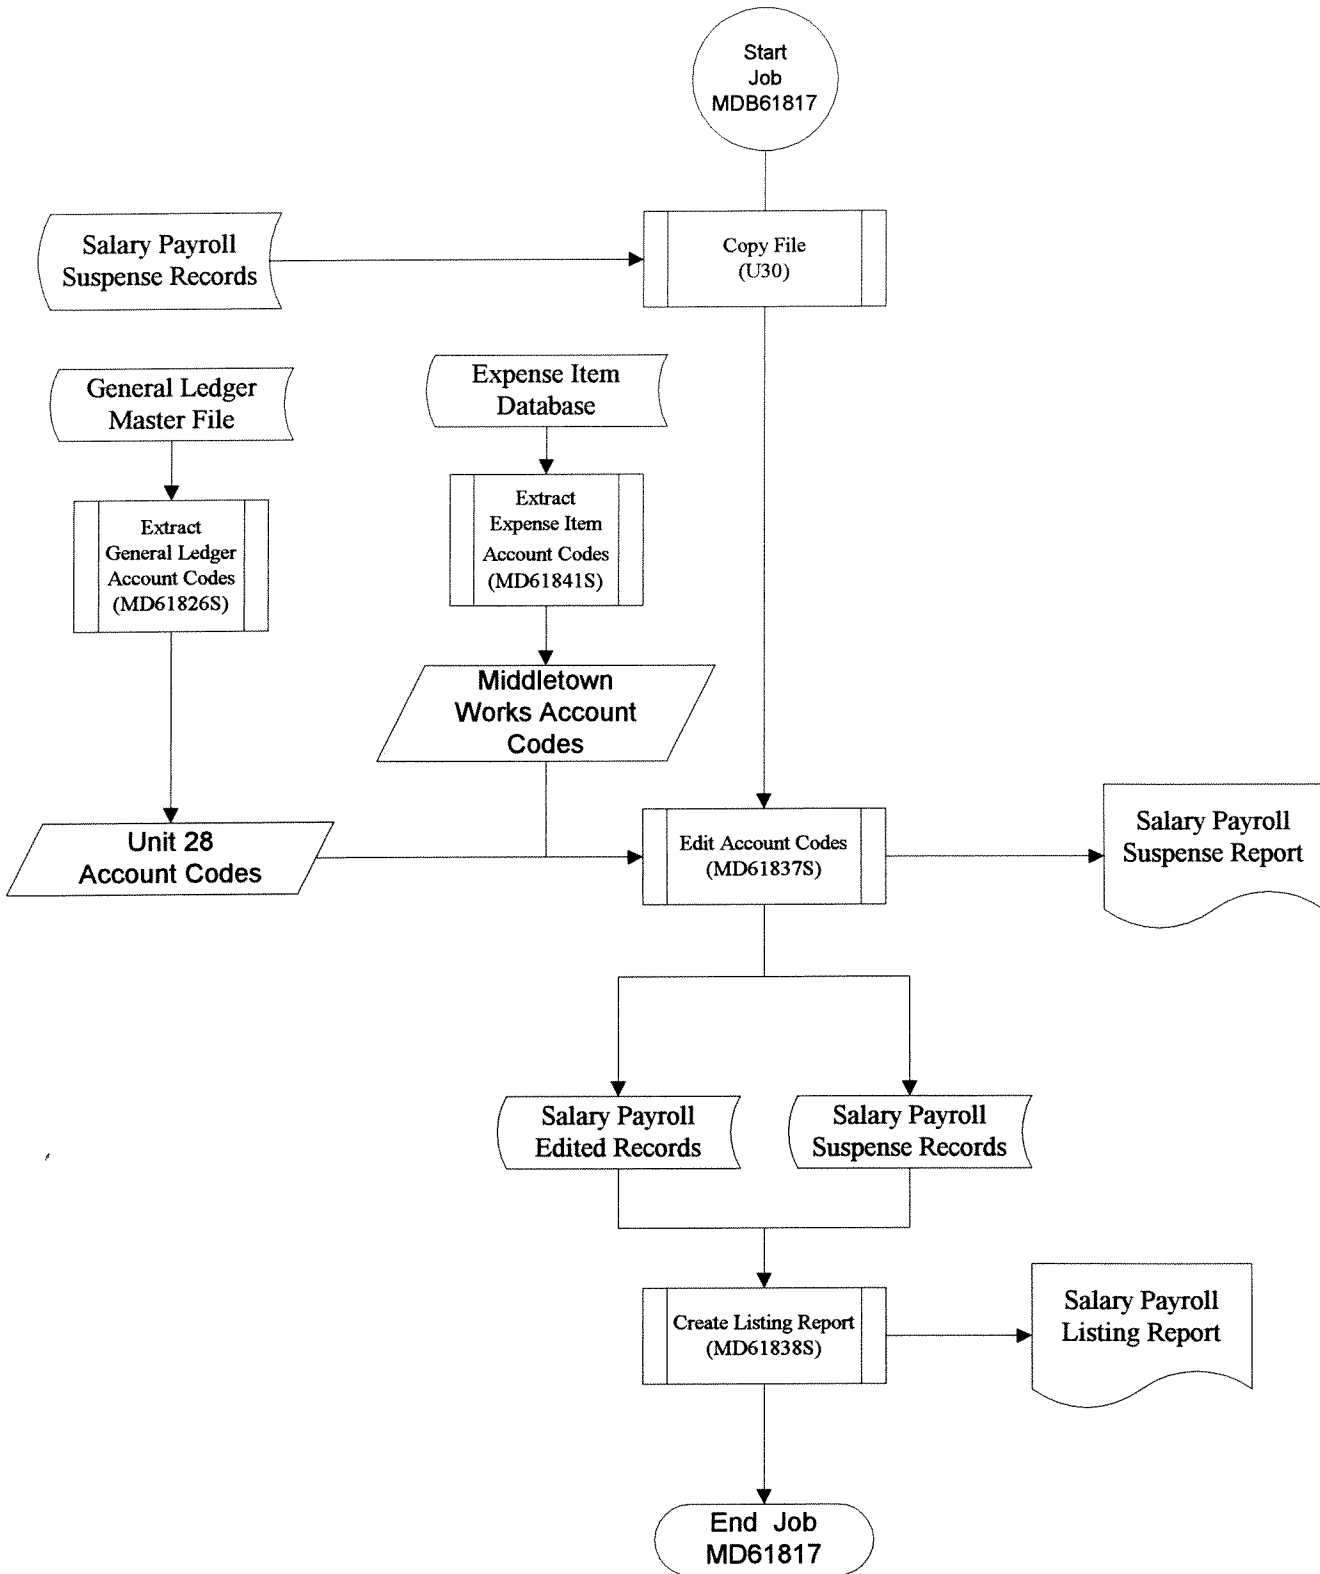 Start
Job
MDB61817
Salary Payroll
Suspense Records
Copy File
(U30)
General Ledger
Master File
Expense Item
Database
Extract
General Ledger
Account Codes
(MD61826S)
Extract
Expense Item
Account Codes
(MD61841S)
Middletown
Works Account
Codes
Unit 28
Account Codes
Edit Account Codes
(MD61837S)
Salary Payroll
Suspense Report
Salary Payroll
Edited Records
Salary Payroll
Suspense Records
Create Listing Report
(MD61838S)
Salary Payroll
Listing Report
End Job
MD61817